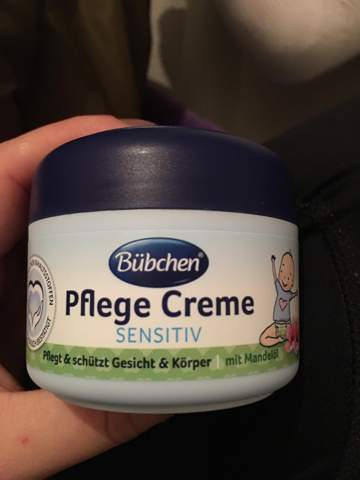 Bübchen
Pflege Creme
SENSITIV
Pflegt & schützt Gesicht & Körper | mit Mandelöl